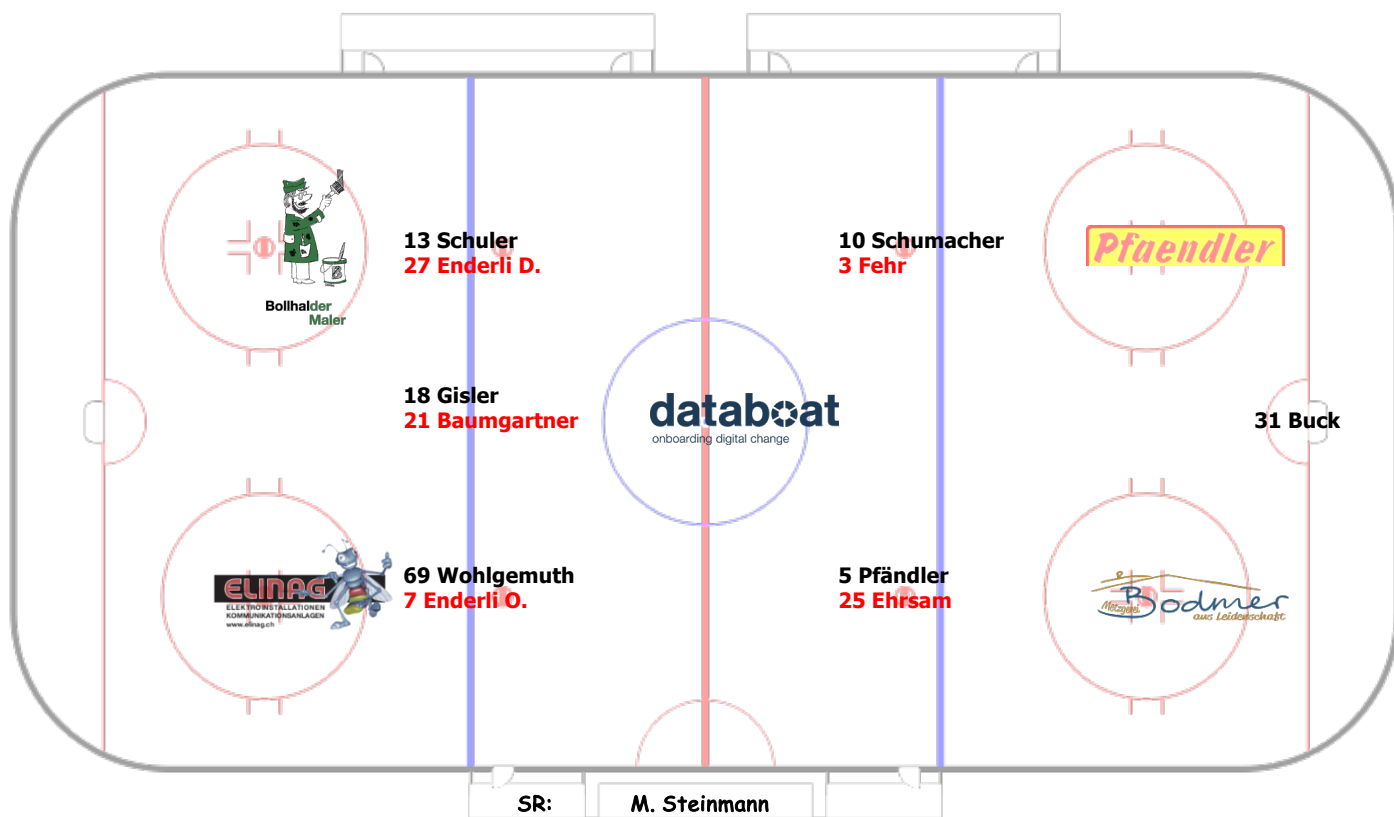 13 Schuler
27 Enderli D.
10 Schumacher
3 Fehr
Pfaendler
B
Bollhalder
Maler
18 Gisler
21 Baumgartner
databoat
onboarding digital change
31 Buck
69 Wohlgemuth
7 Enderli O.
5 Pfändler
25 Ehrsam
ELINAG
ELEKTROINSTALLATIONEN
KOMMUNIKATIONSANLAGEN
www.elinag.ch
Metzgerei
Bodmer
aus Leidenschaft
SR: M. Steinmann